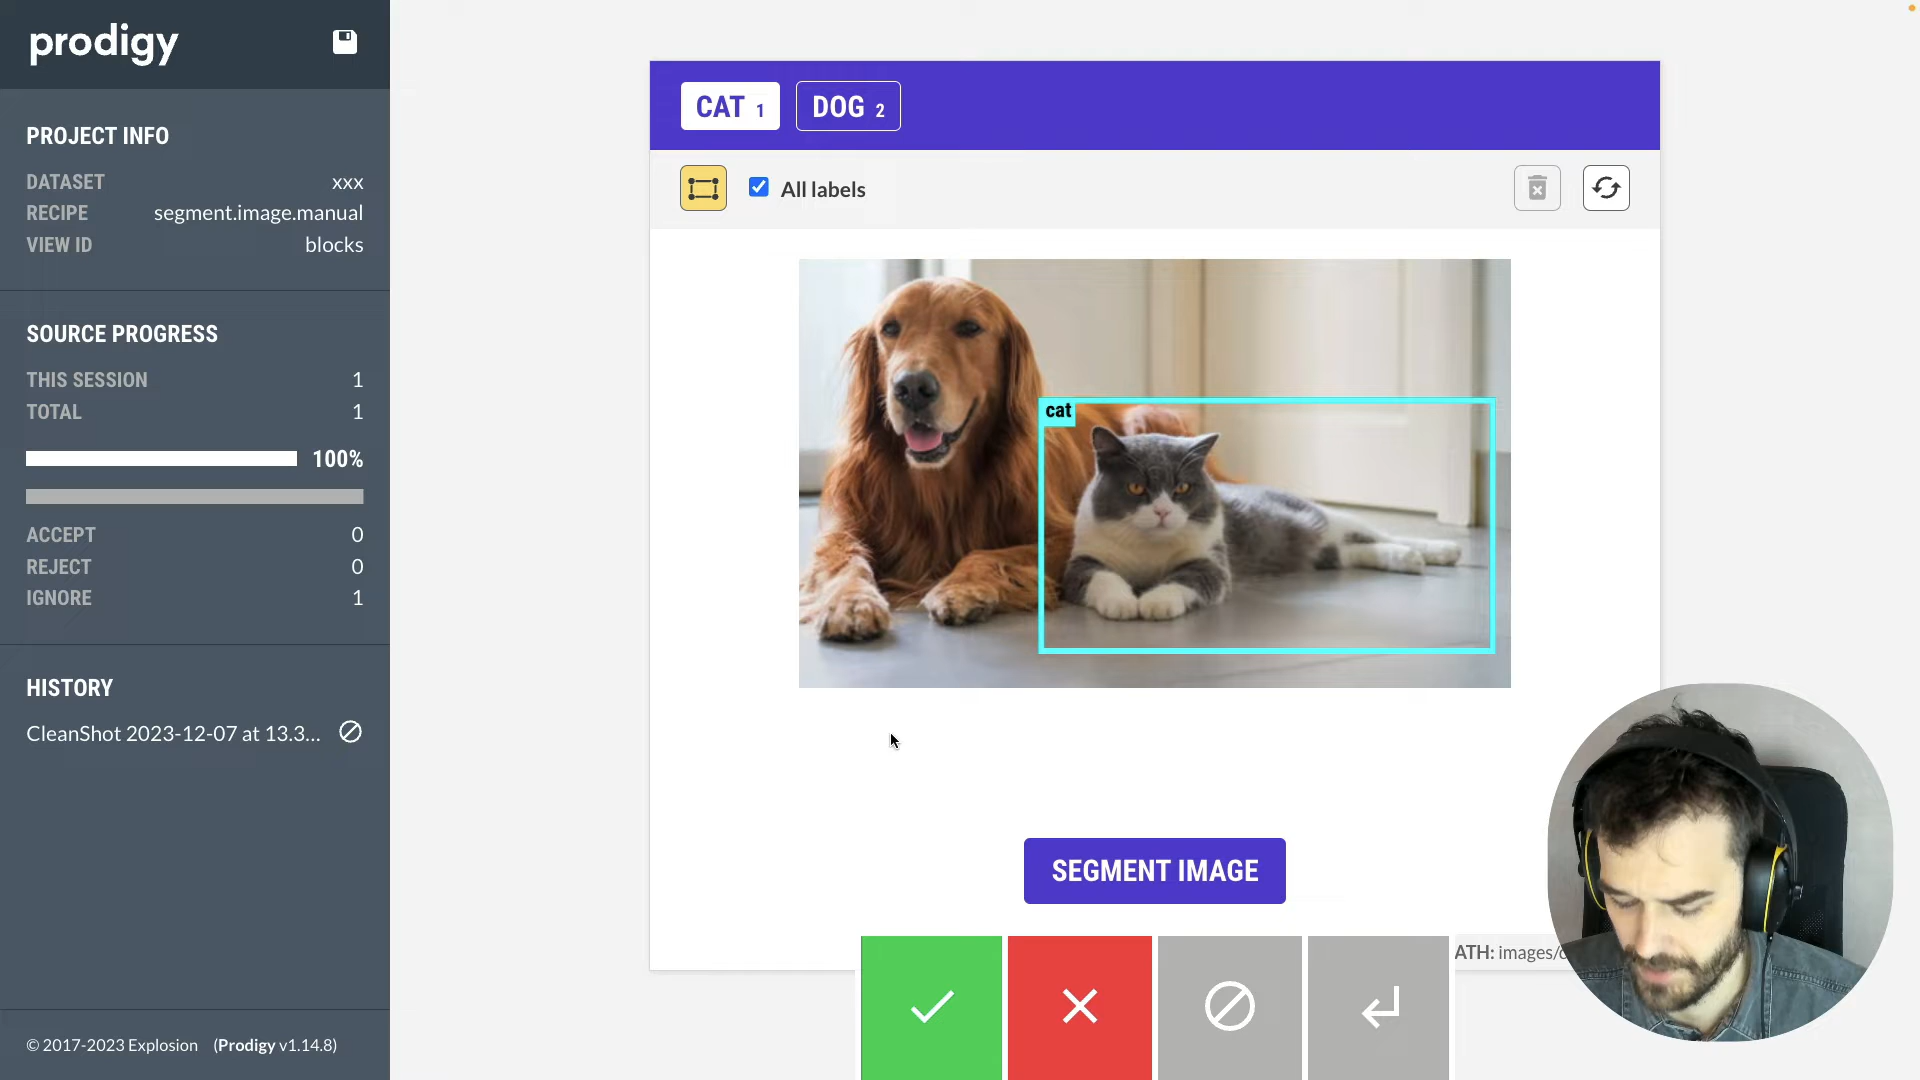 prodigy
PROJECT INFO
DATASET xxx
RECIPE segment.image.manual
VIEW ID blocks
SOURCE PROGRESS
THIS SESSION 1
TOTAL 1
100%
ACCEPT 0
REJECT 0
IGNORE 1
HISTORY
CleanShot 2023-12-07 at 13.3...
© 2017-2023 Explosion (Prodigy v1.14.8)
CAT 1 DOG 2
All labels
cat
SEGMENT IMAGE
ATH: images/